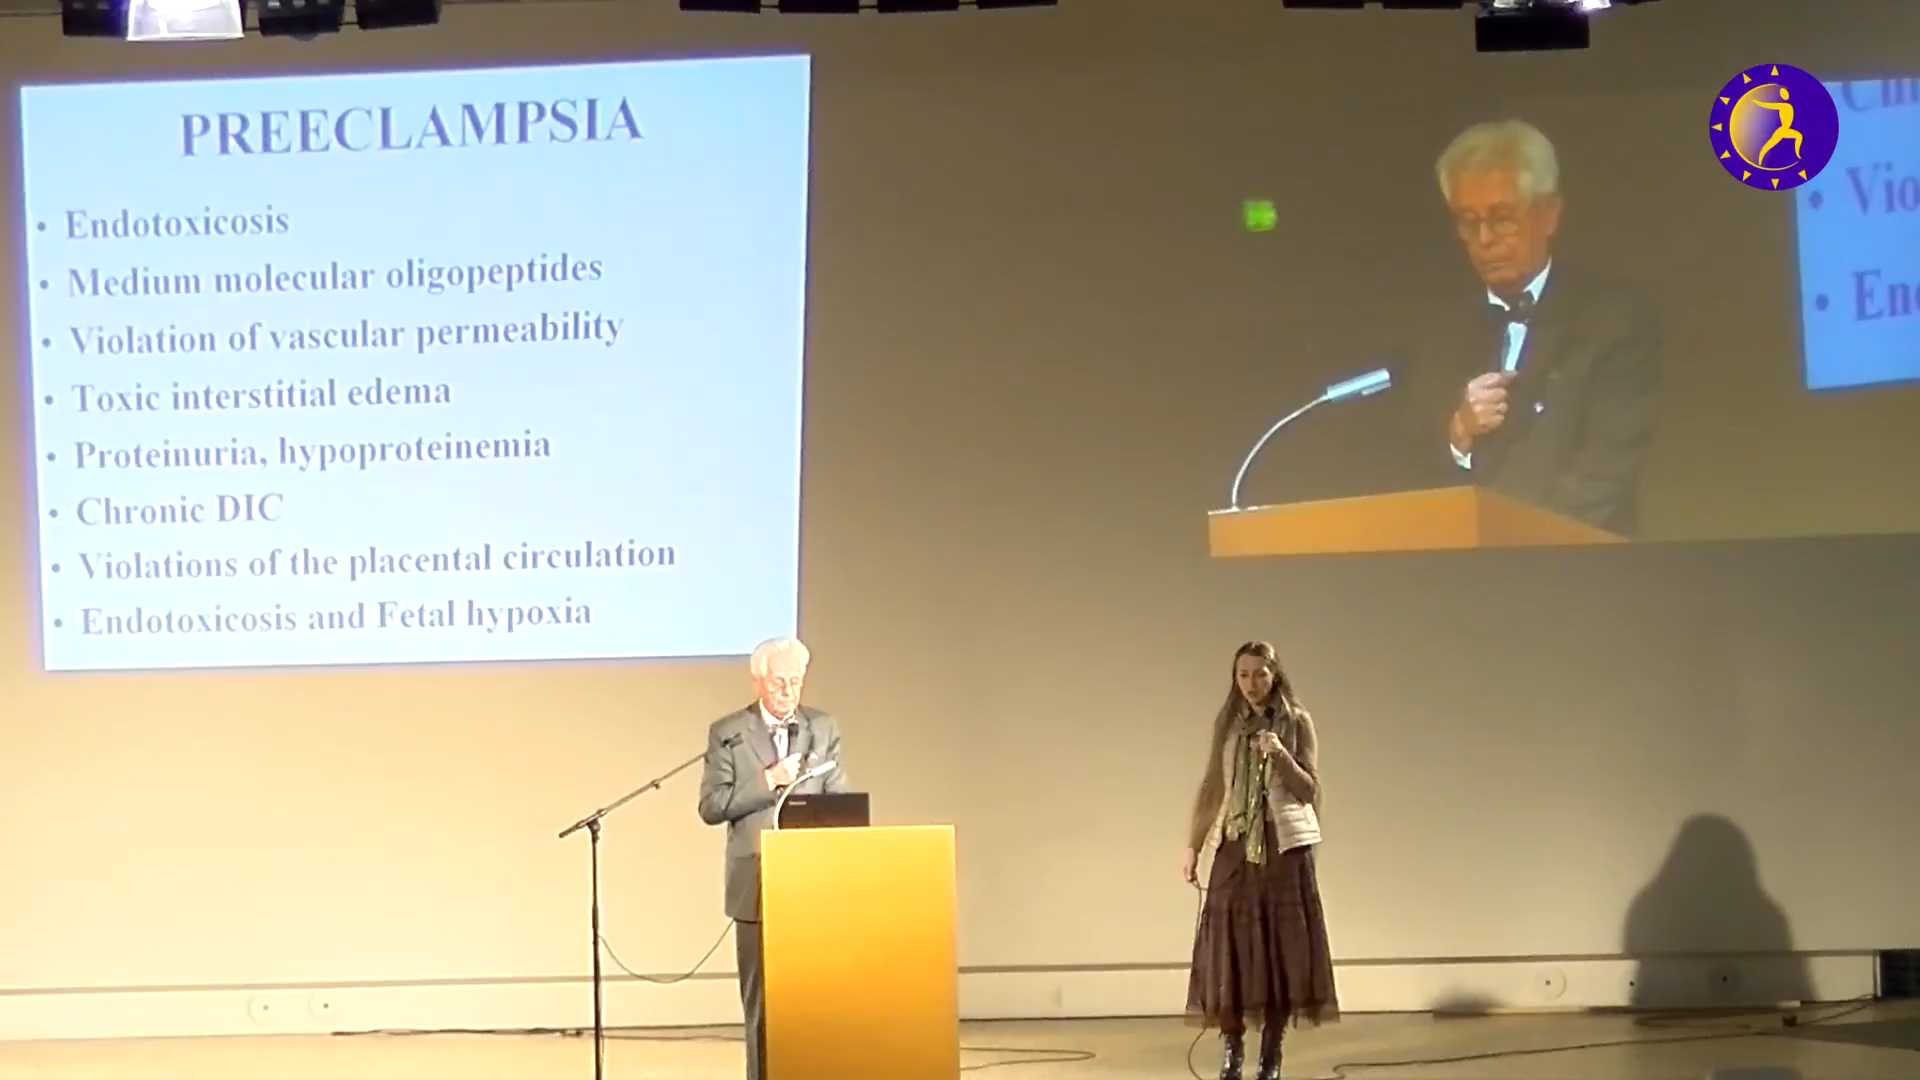 PREECLAMPSIA
• Endotoxicosis
• Medium molecular oligopeptides
• Violation of vascular permeability
• Toxic interstitial edema
• Proteinuria, hypoproteinemia
• Chronic DIC
• Violations of the placental circulation
• Endotoxicosis and Fetal hypoxia